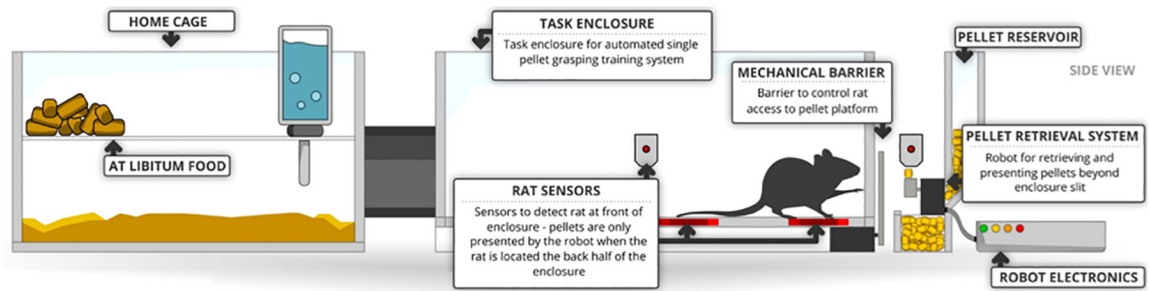 HOME CAGE
AT LIBITUM FOOD
TASK ENCLOSURE
Task enclosure for automated single
pellet grasping training system
RAT SENSORS
Sensors to detect rat at front of
enclosure - pellets are only
presented by the robot when the
rat is located the back half of the
enclosure
MECHANICAL BARRIER
Barrier to control rat
access to pellet platform
PELLET RESERVOIR
SIDE VIEW
PELLET RETRIEVAL SYSTEM
Robot for retrieving and
presenting pellets beyond
enclosure slit
ROBOT ELECTRONICS